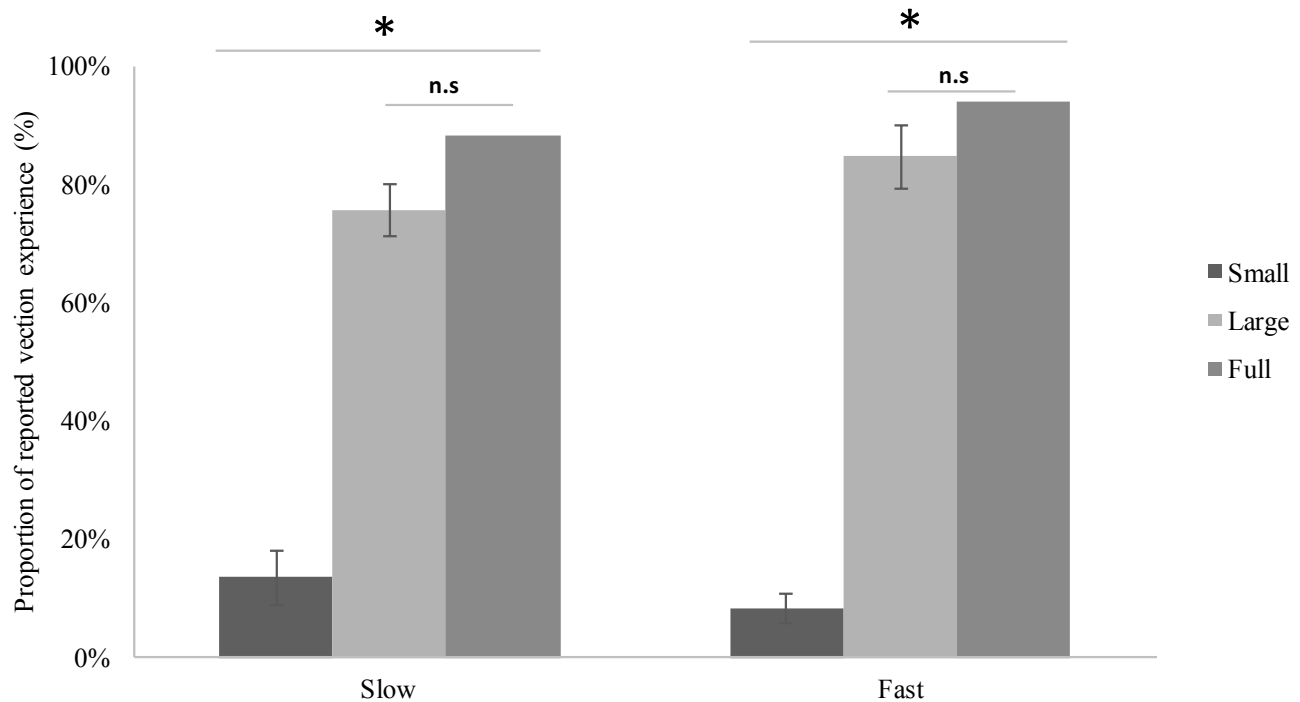 *
*
n.s
n.s
Proportion of reported vection experience (%)
100%
80%
60%
40%
20%
0%
Slow
Fast
Small
Large
Full